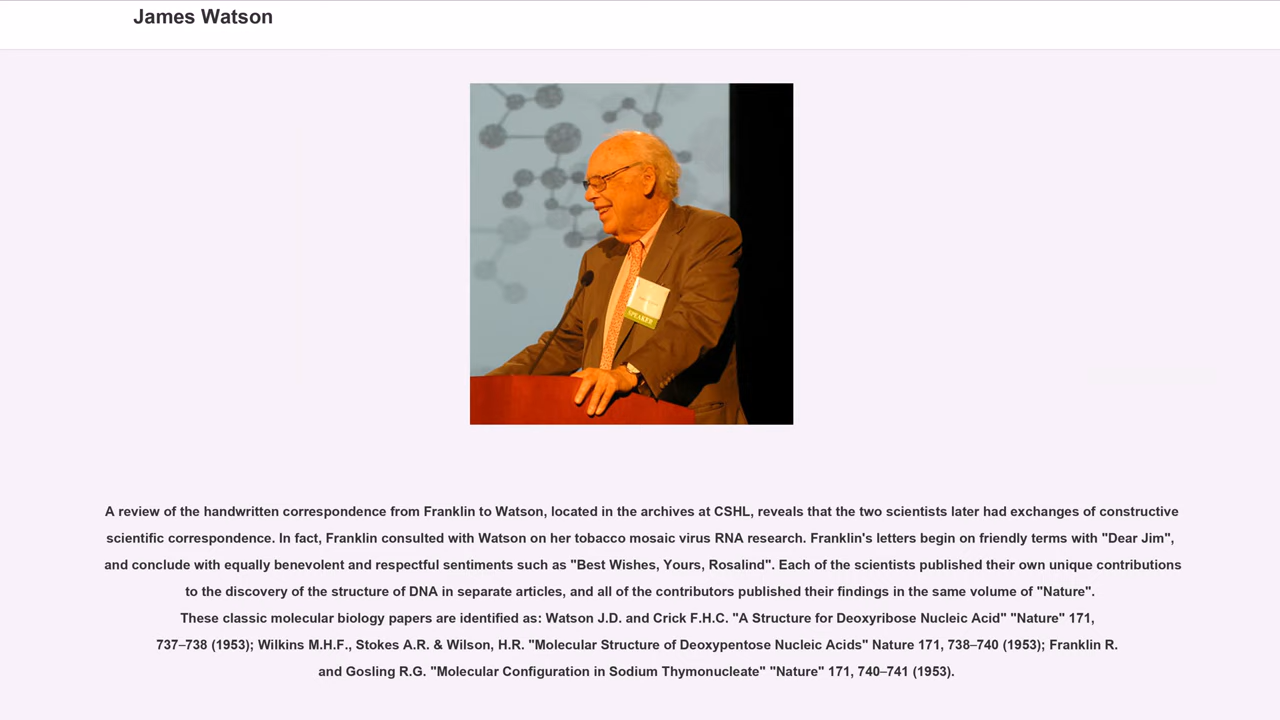 James Watson
SPEAKER
A review of the handwritten correspondence from Franklin to Watson, located in the archives at CSHL, reveals that the two scientists later had exchanges of constructive
scientific correspondence. In fact, Franklin consulted with Watson on her tobacco mosaic virus RNA research. Franklin's letters begin on friendly terms with "Dear Jim",
and conclude with equally benevolent and respectful sentiments such as "Best Wishes, Yours, Rosalind". Each of the scientists published their own unique contributions
to the discovery of the structure of DNA in separate articles, and all of the contributors published their findings in the same volume of "Nature".
These classic molecular biology papers are identified as: Watson J.D. and Crick F.H.C. "A Structure for Deoxyribose Nucleic Acid" "Nature" 171,
737–738 (1953); Wilkins M.H.F., Stokes A.R. & Wilson, H.R. "Molecular Structure of Deoxypentose Nucleic Acids" Nature 171, 738–740 (1953); Franklin R.
and Gosling R.G. "Molecular Configuration in Sodium Thymonucleate" "Nature" 171, 740–741 (1953).